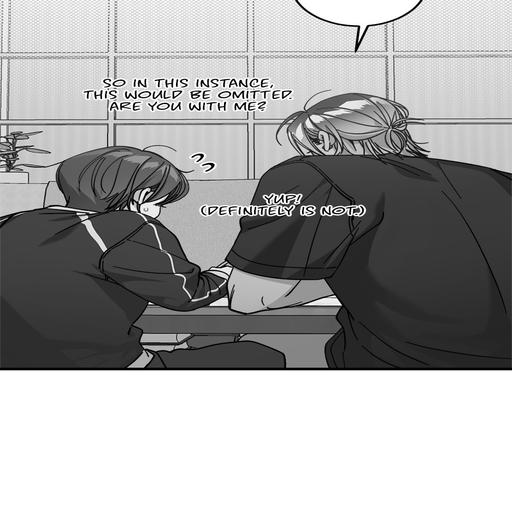 SO IN THIS INSTANCE,
THIS WOULD BE OMITTED.
ARE YOU WITH ME?
YUP!
(DEFINITELY IS NOT.)